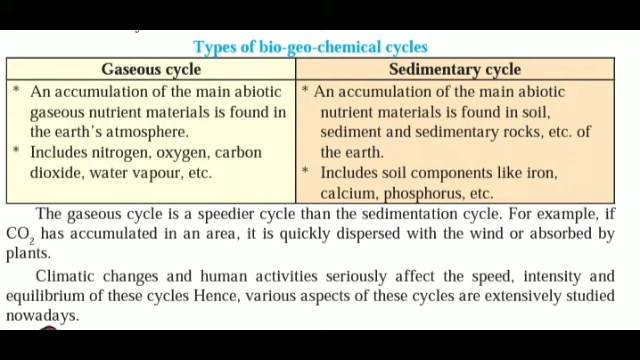 Types of bio-geo-chemical cycles
Gaseous cycle
* An accumulation of the main abiotic
gaseous nutrient materials is found in
the earth's atmosphere.
* Includes nitrogen, oxygen, carbon
dioxide, water vapour, etc.
Sedimentary cycle
* An accumulation of the main abiotic
nutrient materials is found in soil,
sediment and sedimentary rocks, etc. of
the earth.
* Includes soil components like iron,
calcium, phosphorus, etc.
The gaseous cycle is a speedier cycle than the sedimentation cycle. For example, if
CO₂ has accumulated in an area, it is quickly dispersed with the wind or absorbed by
plants.
Climatic changes and human activities seriously affect the speed, intensity and
equilibrium of these cycles Hence, various aspects of these cycles are extensively studied
nowadays.